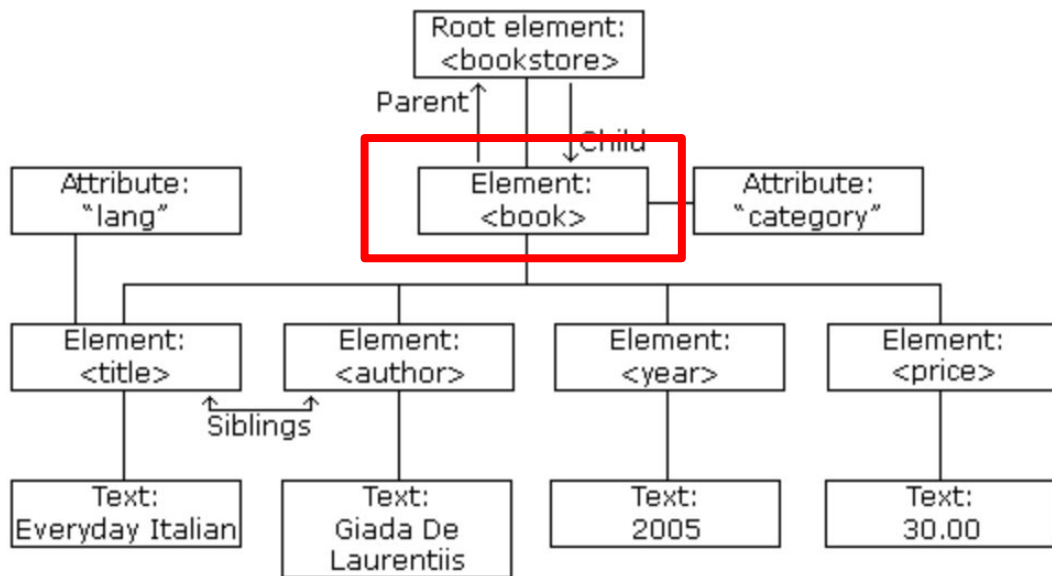 Root element:
<bookstore>
Parent
Child
Attribute:
"lang"
Element:
<book>
Attribute:
"category"
Element:
<title>
Element:
<author>
Element:
<year>
Element:
<price>
Siblings
Text:
Everyday Italian
Text:
Giada De
Laurentiis
Text:
2005
Text:
30.00